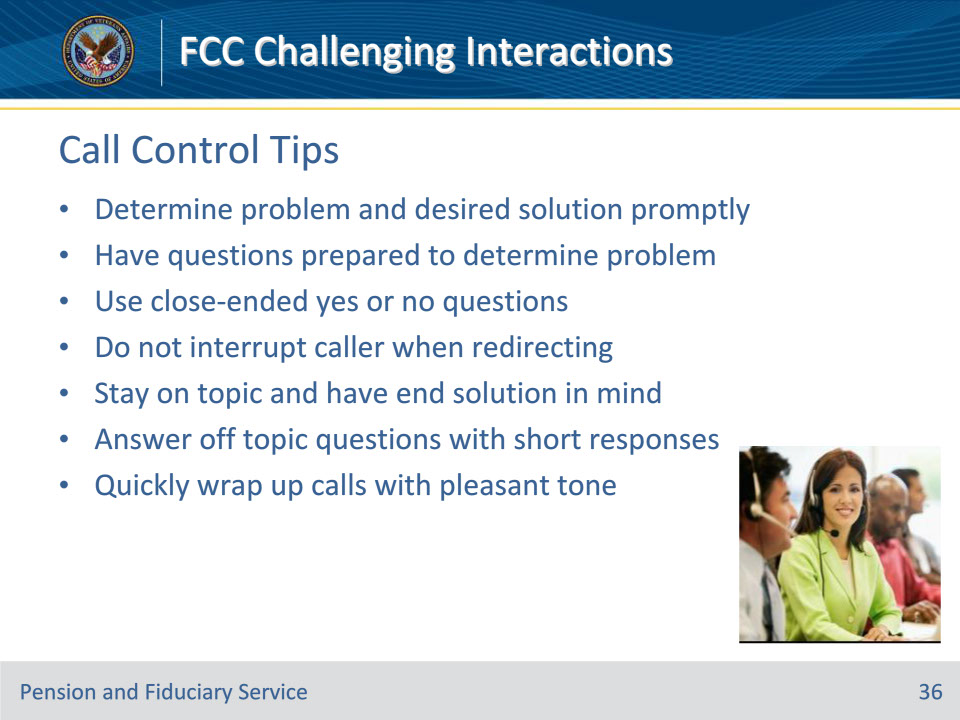 FCC Challenging Interactions
Call Control Tips
• Determine problem and desired solution promptly
• Have questions prepared to determine problem
• Use close-ended yes or no questions
• Do not interrupt caller when redirecting
• Stay on topic and have end solution in mind
• Answer off topic questions with short responses
• Quickly wrap up calls with pleasant tone
Pension and Fiduciary Service
36